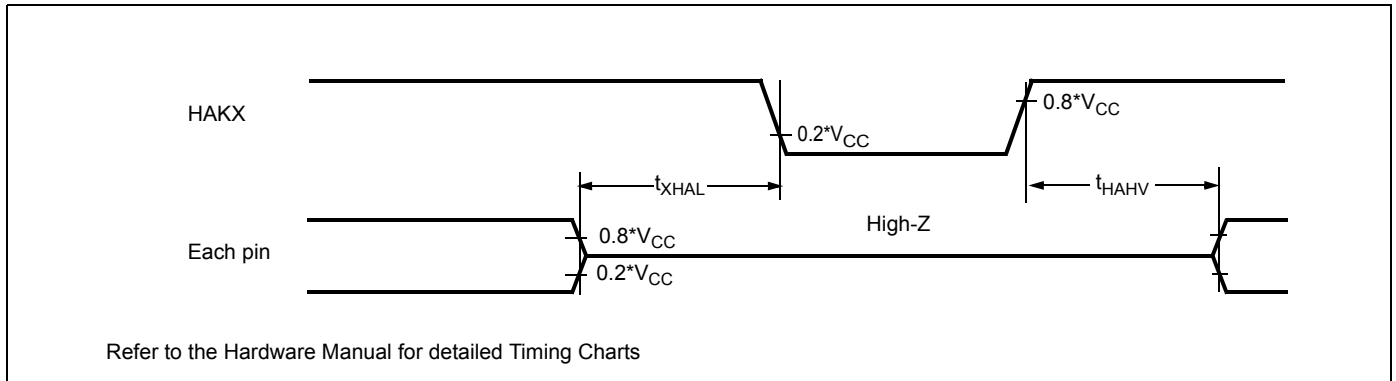 HAKX
0.2*VCC
0.8*VCC
tXHAL
tHAHV
High-Z
Each pin
0.8*VCC
0.2*VCC
Refer to the Hardware Manual for detailed Timing Charts